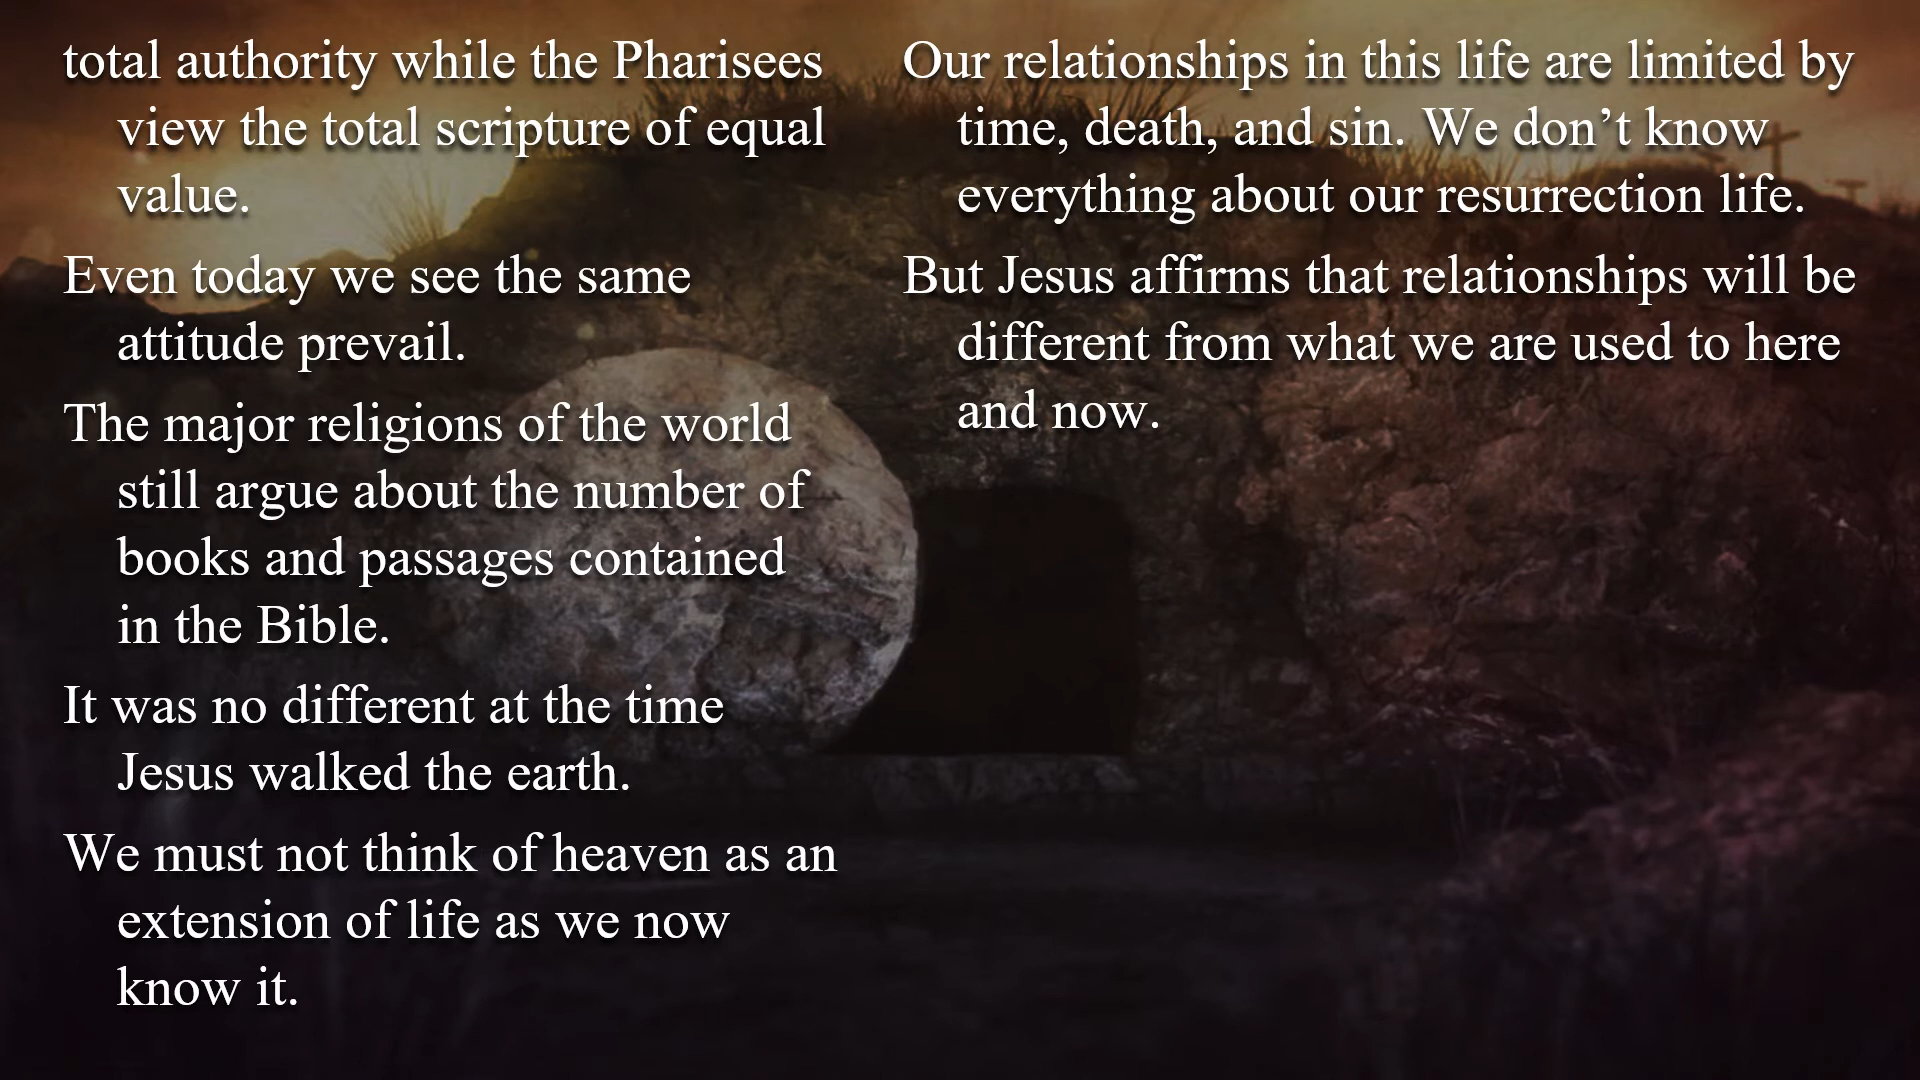 total authority while the Pharisees
view the total scripture of equal
value.
Even today we see the same
attitude prevail.
The major religions of the world
still argue about the number of
books and passages contained
in the Bible.
It was no different at the time
Jesus walked the earth.
We must not think of heaven as an
extension of life as we now
know it.
Our relationships in this life are limited by
time, death, and sin. We don’t know
everything about our resurrection life.
But Jesus affirms that relationships will be
different from what we are used to here
and now.